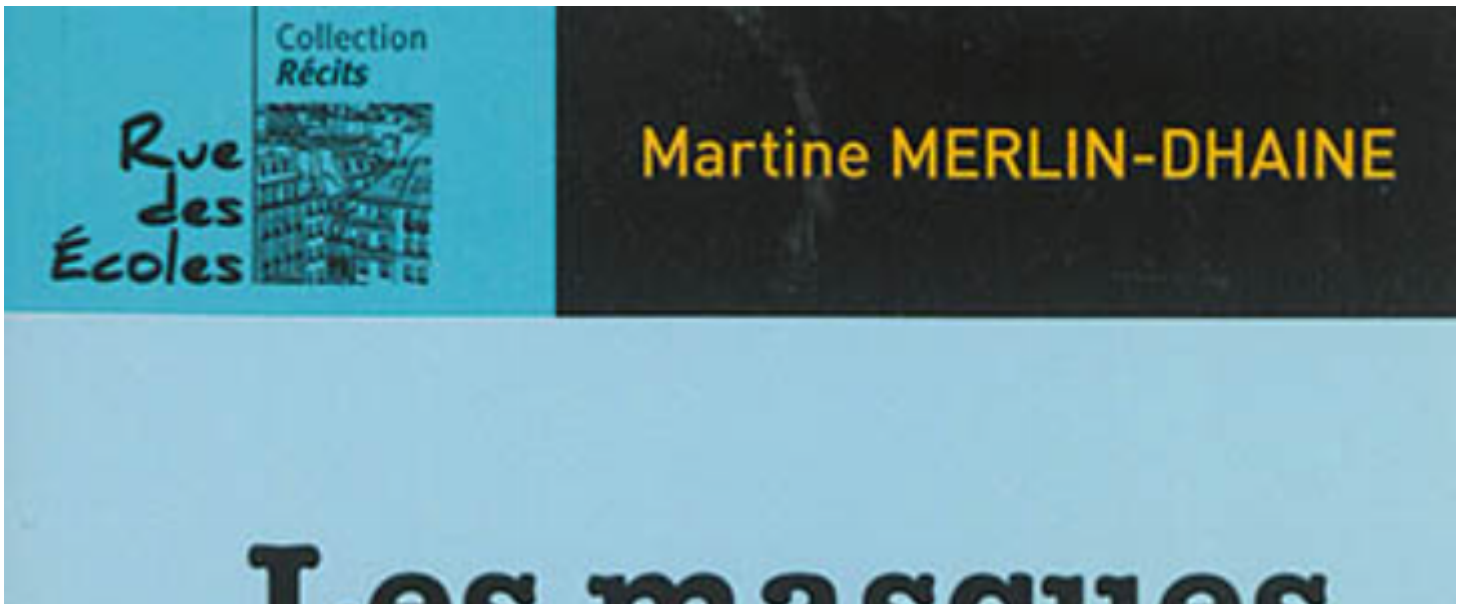 Collection
Récits
Rue
des
Écoles
Martine MERLIN-DHAINE
Les masques